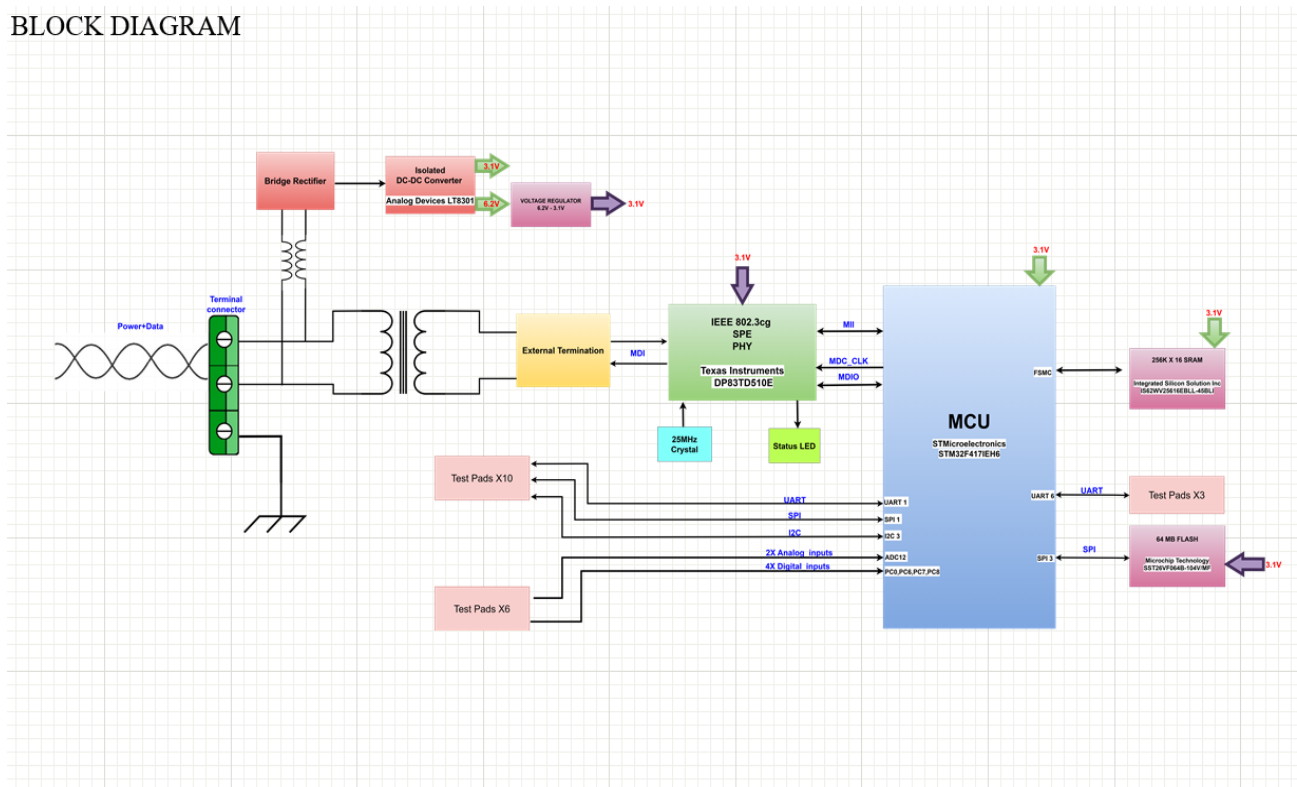 BLOCK DIAGRAM
Bridge Rectifier
Isolated
DC-DC Converter
Analog Devices LT8301
3.1V
6.2V
VOLTAGE REGULATOR
6.2V - 3.1V
3.1V
Terminal
connector
Power+Data
External Termination
MDI
3.1V
IEEE 802.3cg
SPE
PHY
Texas Instruments
DP83TD510E
25MHz
Crystal
Status LED
MII
MDC_CLK
MDIO
3.1V
MCU
STMicroelectronics
STM32F417IEH6
FSMC
3.1V
256K X 16 SRAM
Integrated Silicon Solution Inc
IS62WV25616EBLL-45BLI
Test Pads X10
UART
UART 1
SPI
SPI 1
I2C
I2C 3
2X Analog inputs
ADC12
4X Digital inputs
PC0,PC6,PC7,PC8
Test Pads X6
UART 6
UART
Test Pads X3
SPI 3
SPI
64 MB FLASH
Microchip Technology
SST26VF064B-104V/MF
3.1V